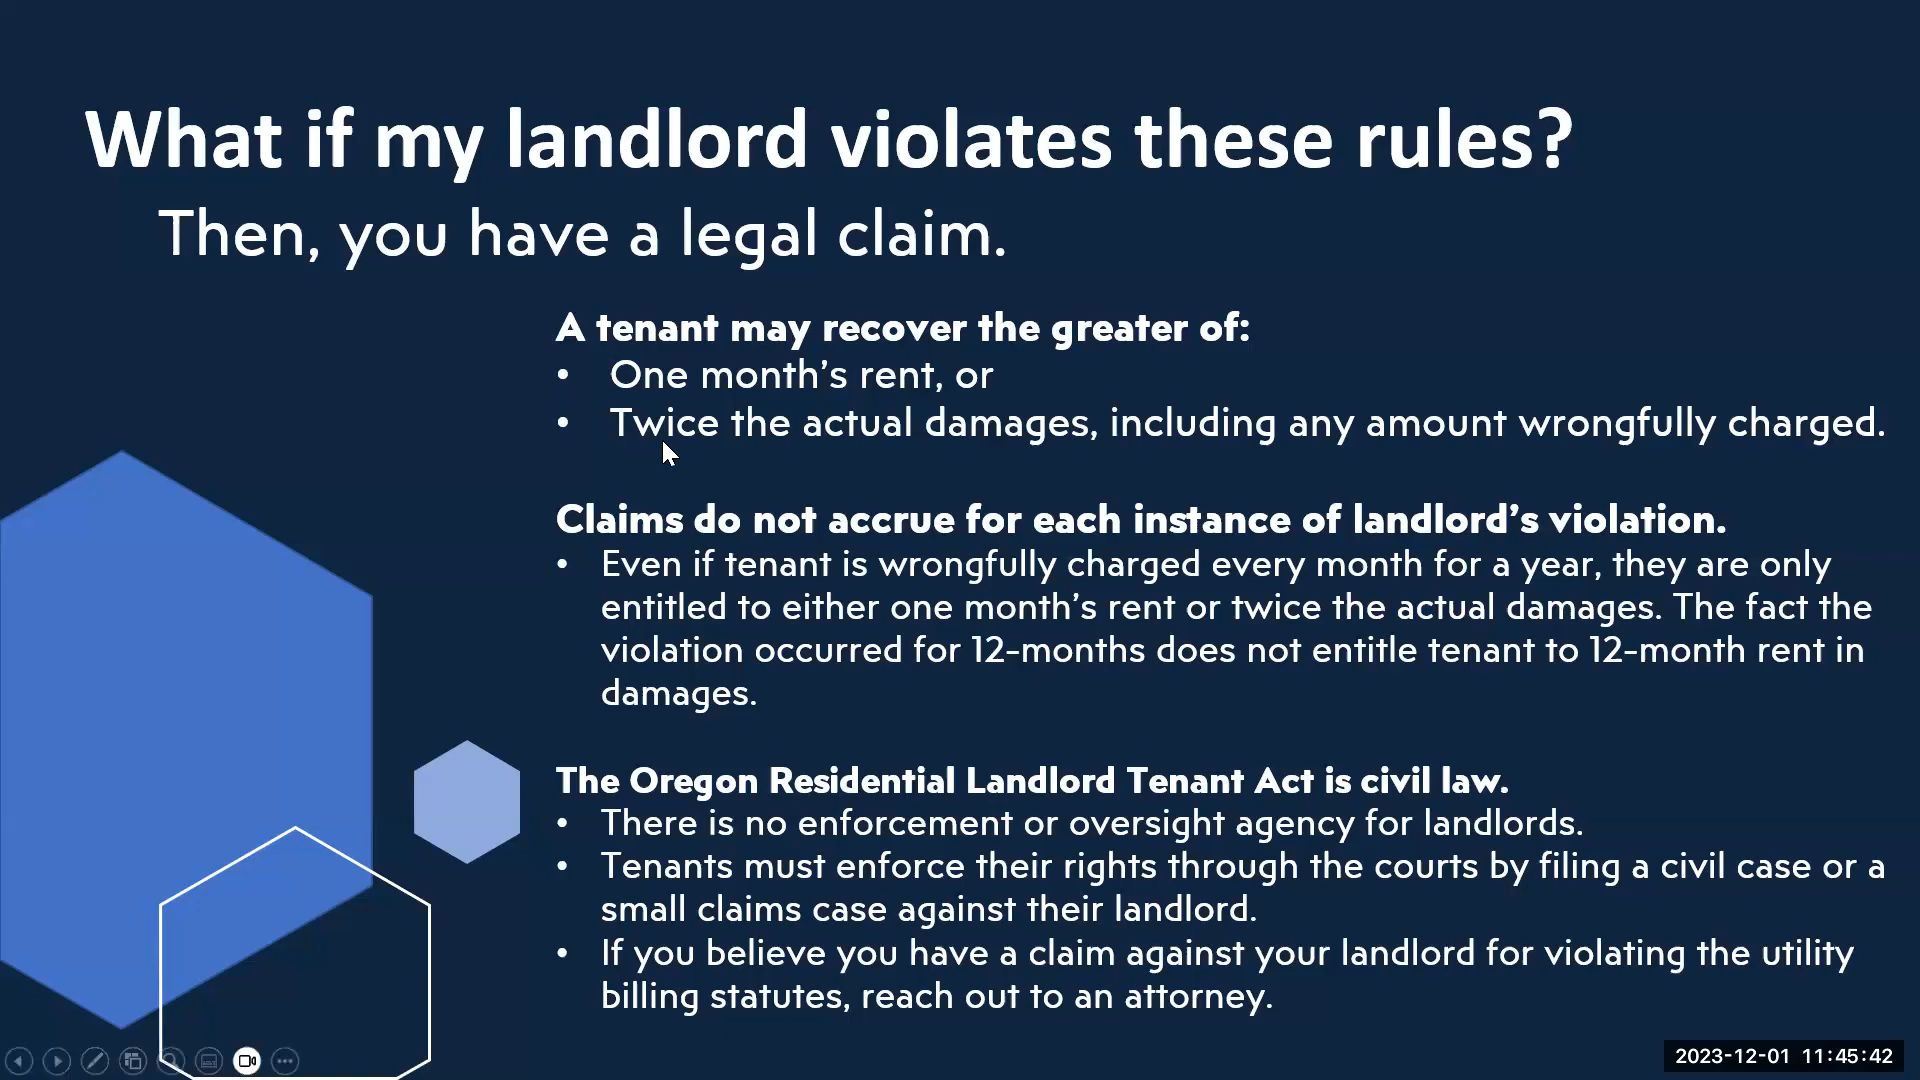 What if my landlord violates these rules?
Then, you have a legal claim.
A tenant may recover the greater of:
• One month’s rent, or
• Twice the actual damages, including any amount wrongfully charged.
Claims do not accrue for each instance of landlord’s violation.
• Even if tenant is wrongfully charged every month for a year, they are only
entitled to either one month’s rent or twice the actual damages. The fact the
violation occurred for 12-months does not entitle tenant to 12-month rent in
damages.
The Oregon Residential Landlord Tenant Act is civil law.
• There is no enforcement or oversight agency for landlords.
• Tenants must enforce their rights through the courts by filing a civil case or a
small claims case against their landlord.
• If you believe you have a claim against your landlord for violating the utility
billing statutes, reach out to an attorney.
2023-12-01 11:45:42